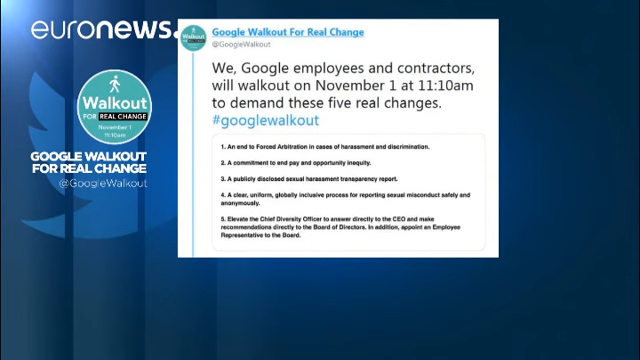 euronews.
Walkout
FOR REAL CHANGE
November 1
11:10am
GOOGLE WALKOUT
FOR REAL CHANGE
@GoogleWalkout
Walkout
Google Walkout For Real Change
@GoogleWalkout
We, Google employees and contractors,
will walkout on November 1 at 11:10am
to demand these five real changes.
#googlewalkout
1. An end to Forced Arbitration in cases of harassment and discrimination.
2. A commitment to end pay and opportunity inequity.
3. A publicly disclosed sexual harassment transparency report.
4. A clear, uniform, globally inclusive process for reporting sexual misconduct safely and
anonymously.
5. Elevate the Chief Diversity Officer to answer directly to the CEO and make
recommendations directly to the Board of Directors. In addition, appoint an Employee
Representative to the Board.